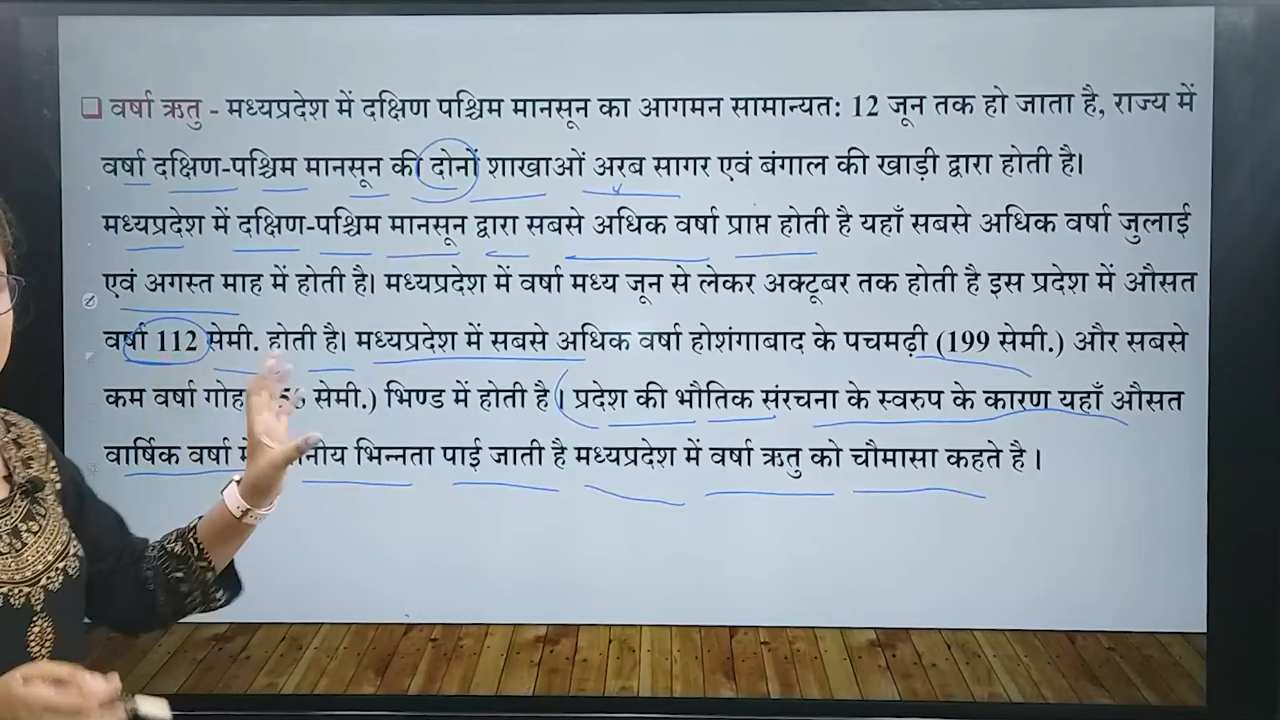 वर्षा ऋतु - मध्यप्रदेश में दक्षिण पश्चिम मानसून का आगमन सामान्यतः 12 जून तक हो जाता है, राज्य में
वर्षा दक्षिण-पश्चिम मानसून की दोनों शाखाओं अरब सागर एवं बंगाल की खाड़ी द्वारा होती है।
मध्यप्रदेश में दक्षिण-पश्चिम मानसून द्वारा सबसे अधिक वर्षा प्राप्त होती है यहाँ सबसे अधिक वर्षा जुलाई
एवं अगस्त माह में होती है। मध्यप्रदेश में वर्षा मध्य जून से लेकर अक्टूबर तक होती है इस प्रदेश में औसत
वर्षा 112 सेमी. होती है। मध्यप्रदेश में सबसे अधिक वर्षा होशंगाबाद के पचमढ़ी (199 सेमी.) और सबसे
कम वर्षा सेमी.) भिण्ड में होती है । प्रदेश की भौतिक संरचना के स्वरुप के कारण यहाँ औसत
वार्षिक वर्षा भिन्नता पाई जाती है मध्यप्रदेश में वर्षा ऋतु को चौमासा कहते है ।